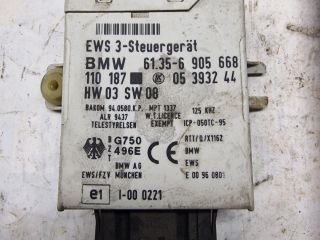 EWS 3-Steuergerät
BMW 61.35-6 905 668
110 187 05 3932 44
HW 03 SW 08
BAKOM 94.0580.K.P. MPT 1337 125 KHZ
ALR 9437 W.T.LICENCE
TELESTYRELSEN EXEMPT ICP-050TC-95
BZT G750 496E RTT/D/X1162
BMW
BMW AG EWS
EWS/FZV MÜNCHEN E 00 96 0801
e1 1-00 0221